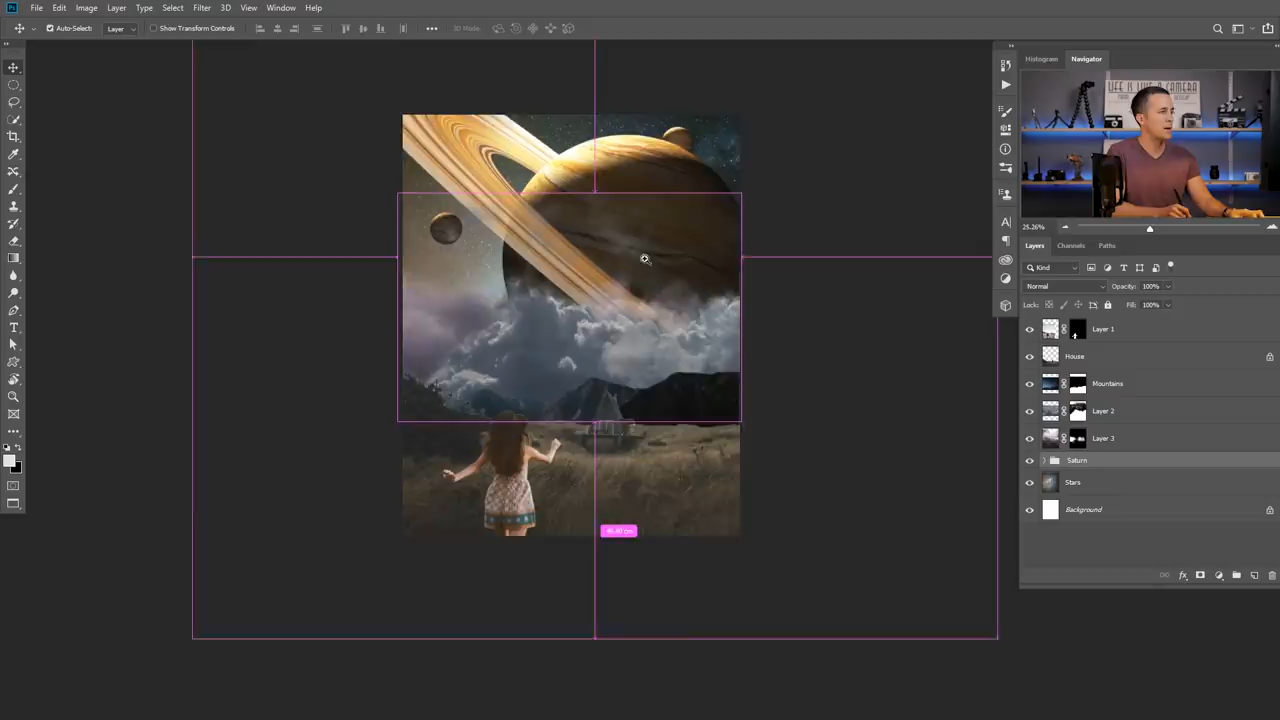 Ps File Edit Image Layer Type Select Filter 3D View Window Help
Auto-Select: Layer Show Transform Controls 3D Mode:
Histogram Navigator
LIFE IS LIKE A CAMERA
25.26%
Layers Channels Paths
Kind
Normal Opacity: 100%
Lock: Fill: 100%
Layer 1
House
Mountains
Layer 2
Layer 3
Saturn
Stars
Background